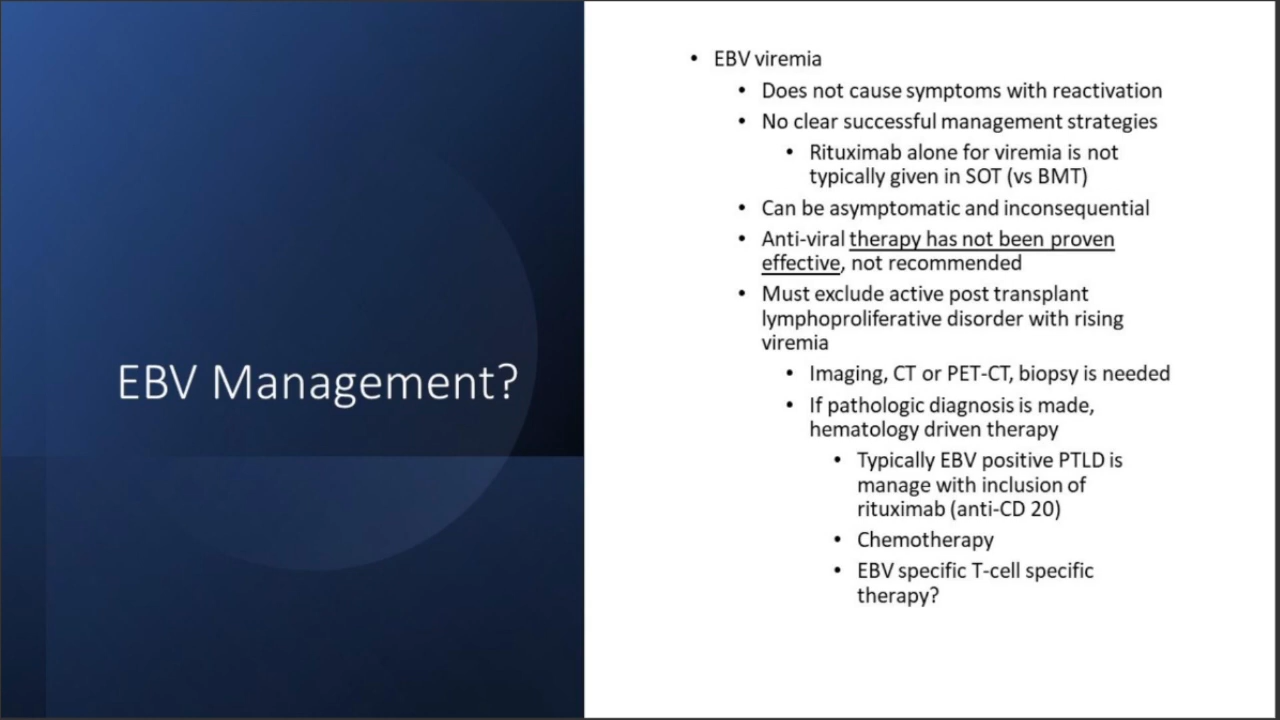 EBV Management?
• EBV viremia
• Does not cause symptoms with reactivation
• No clear successful management strategies
• Rituximab alone for viremia is not
typically given in SOT (vs BMT)
• Can be asymptomatic and inconsequential
• Anti-viral therapy has not been proven
effective, not recommended
• Must exclude active post transplant
lymphoproliferative disorder with rising
viremia
• Imaging, CT or PET-CT, biopsy is needed
• If pathologic diagnosis is made,
hematology driven therapy
• Typically EBV positive PTLD is
manage with inclusion of
rituximab (anti-CD 20)
• Chemotherapy
• EBV specific T-cell specific
therapy?